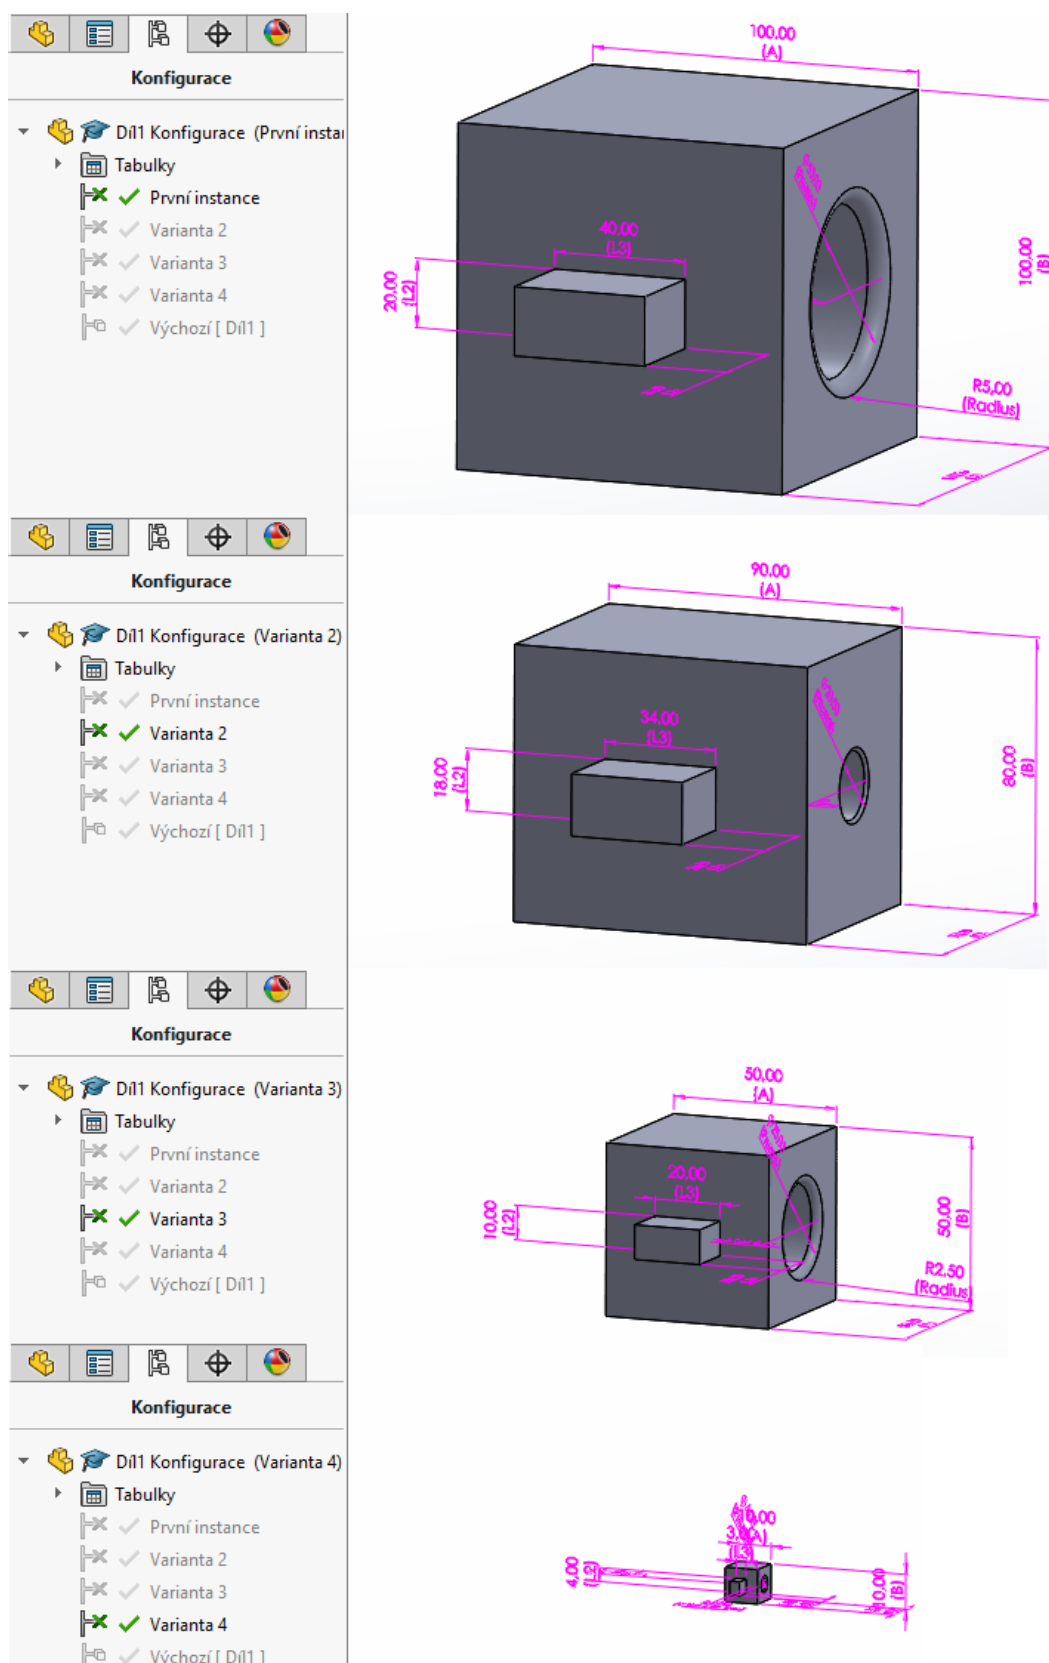 Konfigurace
Díl1 Konfigurace (První instar
Tabulky
První instance
Varianta 2
Varianta 3
Varianta 4
Výchozí [ Díl1 ]
100,00
(A)
40,00
(L3)
20,00
(L2)
100,00
(B)
R5,00
(Radius)
Konfigurace
Díl1 Konfigurace (Varianta 2)
Tabulky
První instance
Varianta 2
Varianta 3
Varianta 4
Výchozí [ Díl1 ]
90,00
(A)
34,00
(L3)
18,00
(L2)
80,00
(B)
Konfigurace
Díl1 Konfigurace (Varianta 3)
Tabulky
První instance
Varianta 2
Varianta 3
Varianta 4
Výchozí [ Díl1 ]
50,00
(A)
20,00
(L3)
10,00
(L2)
50,00
(B)
R2,50
(Radius)
Konfigurace
Díl1 Konfigurace (Varianta 4)
Tabulky
První instance
Varianta 2
Varianta 3
Varianta 4
Výchozí [ Díl1 ]
10,00
(A)
(L3)
4,00
(L2)
10,00
(B)